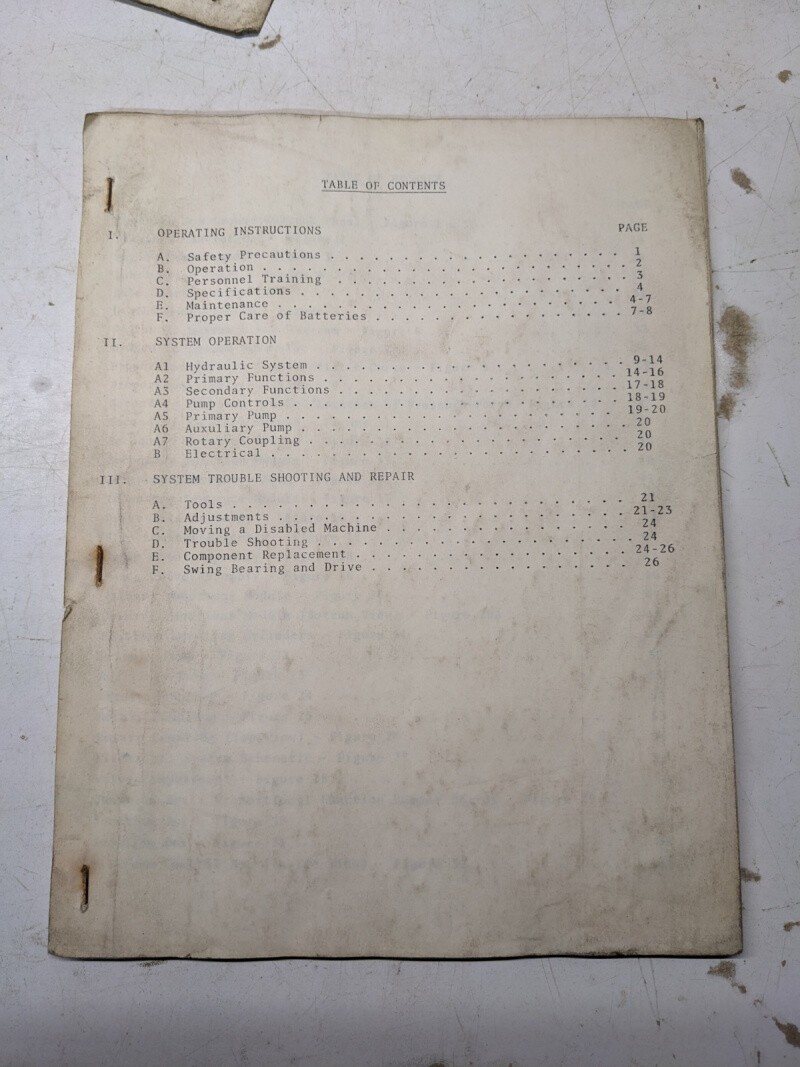 TABLE OF CONTENTS
PAGE
I. OPERATING INSTRUCTIONS
A. Safety Precautions . . . . . . . . . . . . . . . . . . . 1
B. Operation . . . . . . . . . . . . . . . . . . . . . . . 2
C. Personnel Training . . . . . . . . . . . . . . . . . . . 3
D. Specifications . . . . . . . . . . . . . . . . . . . . . 4
E. Maintenance . . . . . . . . . . . . . . . . . . . . . . 4-7
F. Proper Care of Batteries . . . . . . . . . . . . . . . . 7-8
II. SYSTEM OPERATION
A1 Hydraulic System . . . . . . . . . . . . . . . . . . . . 9-14
A2 Primary Functions . . . . . . . . . . . . . . . . . . . 14-16
A3 Secondary Functions . . . . . . . . . . . . . . . . . . 17-18
A4 Pump Controls . . . . . . . . . . . . . . . . . . . . . 18-19
A5 Primary Pump . . . . . . . . . . . . . . . . . . . . . . 19-20
A6 Auxuliary Pump . . . . . . . . . . . . . . . . . . . . . 20
A7 Rotary Coupling . . . . . . . . . . . . . . . . . . . . 20
B Electrical . . . . . . . . . . . . . . . . . . . . . . . 20
III. SYSTEM TROUBLE SHOOTING AND REPAIR
A. Tools . . . . . . . . . . . . . . . . . . . . . . . . . 21
B. Adjustments . . . . . . . . . . . . . . . . . . . . . . 21-23
C. Moving a Disabled Machine . . . . . . . . . . . . . . . 24
D. Trouble Shooting . . . . . . . . . . . . . . . . . . . . 24
E. Component Replacement . . . . . . . . . . . . . . . . . 24-26
F. Swing Bearing and Drive . . . . . . . . . . . . . . . . 26